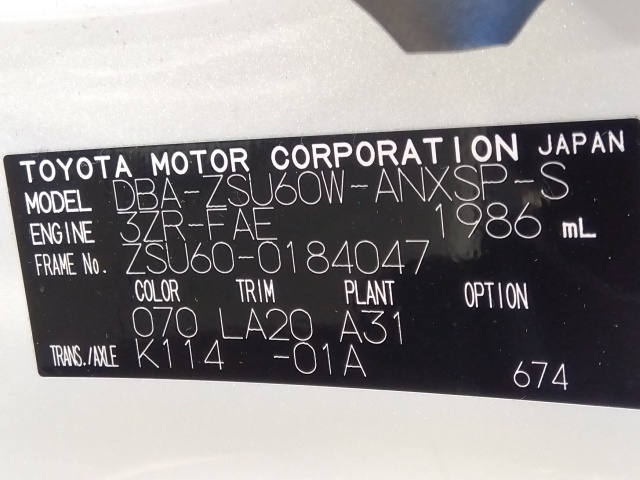 TOYOTA MOTOR CORPORATION JAPAN
MODEL DBA-ZSU60W-ANXSP-S
ENGINE 3ZR-FAE 1986 mL
FRAME No. ZSU60-0184047
COLOR TRIM PLANT OPTION
070 LA20 A31
TRANS./AXLE K114 -01A
674